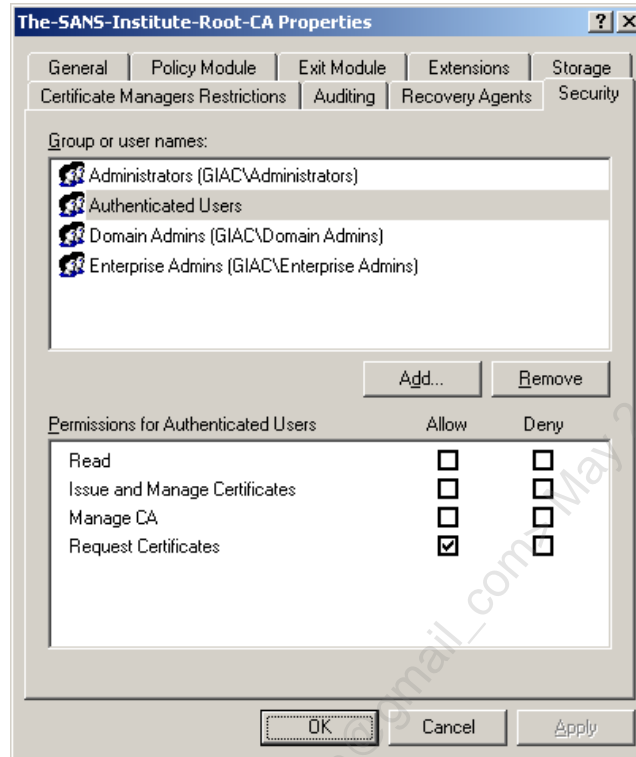 The-SANS-Institute-Root-CA Properties
General Policy Module Exit Module Extensions Storage
Certificate Managers Restrictions Auditing Recovery Agents Security
Group or user names:
Administrators (GIAC\Administrators)
Authenticated Users
Domain Admins (GIAC\Domain Admins)
Enterprise Admins (GIAC\Enterprise Admins)
Add... Remove
Permissions for Authenticated Users Allow Deny
Read
Issue and Manage Certificates
Manage CA
Request Certificates
OK Cancel Apply
gmail_com> May